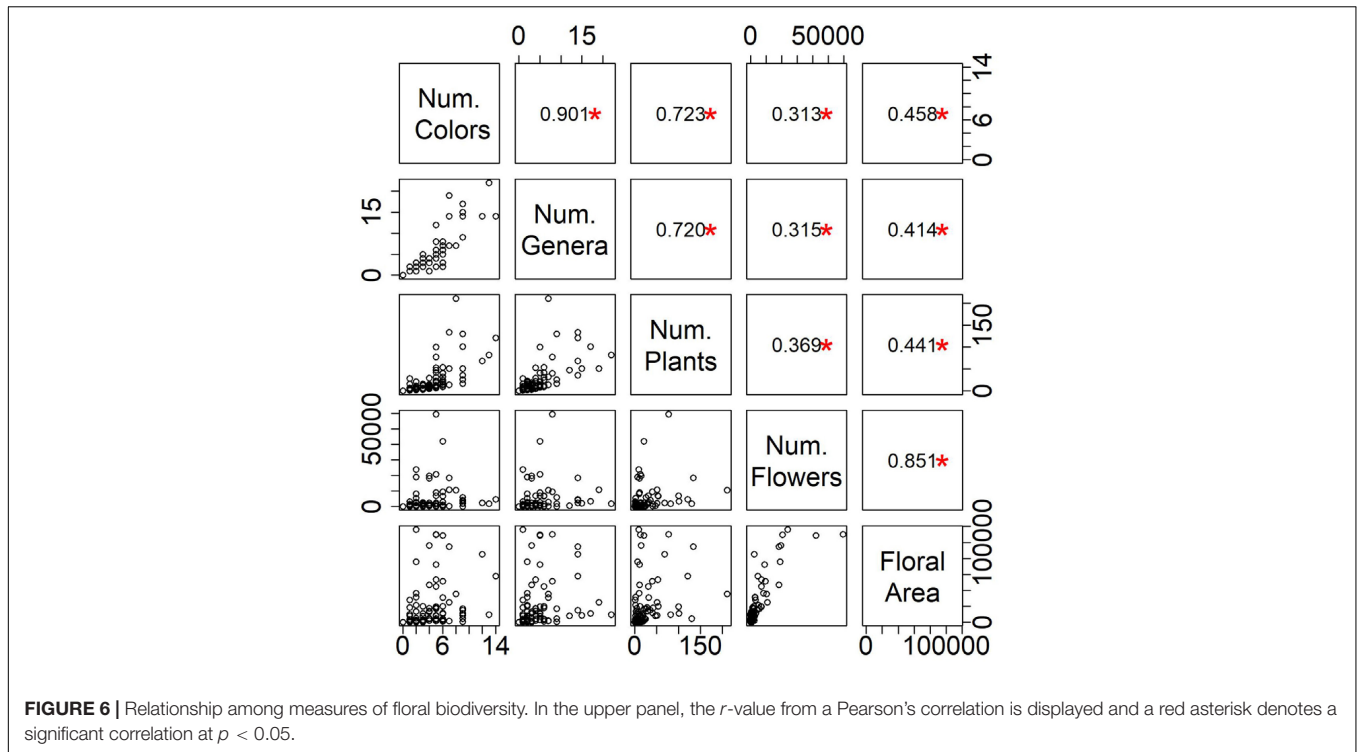 0 15 0 50000
Num. Colors 0.901* 0.723* 0.313* 0.458* 0 6 14
0 15 Num. Genera 0.720* 0.315* 0.414*
Num. Plants 0.369* 0.441* 0 150
0 50000 Num. Flowers 0.851*
Floral Area 0 100000
0 6 14 0 150 0 100000
FIGURE 6 | Relationship among measures of floral biodiversity. In the upper panel, the r-value from a Pearson's correlation is displayed and a red asterisk denotes a
significant correlation at p < 0.05.